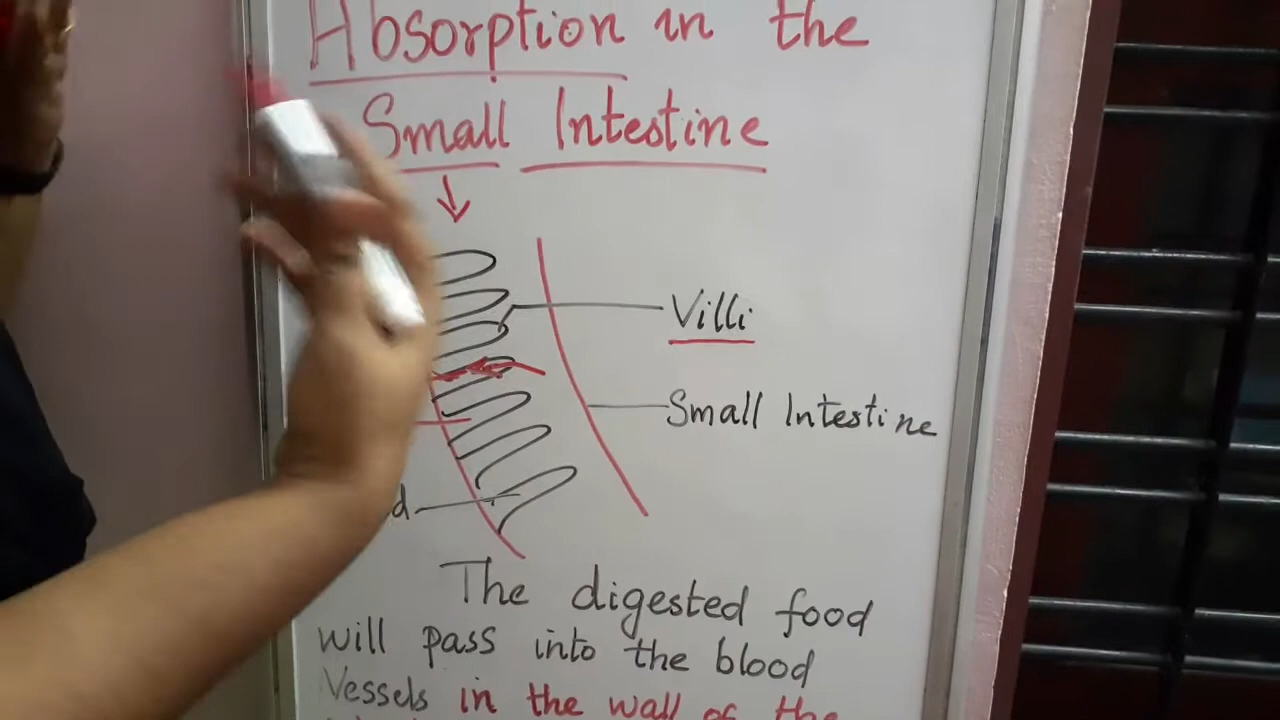 Absorption in the
Small Intestine
Villi
Small Intestine
The digested food
will pass into the blood
Vessels in the wall of the